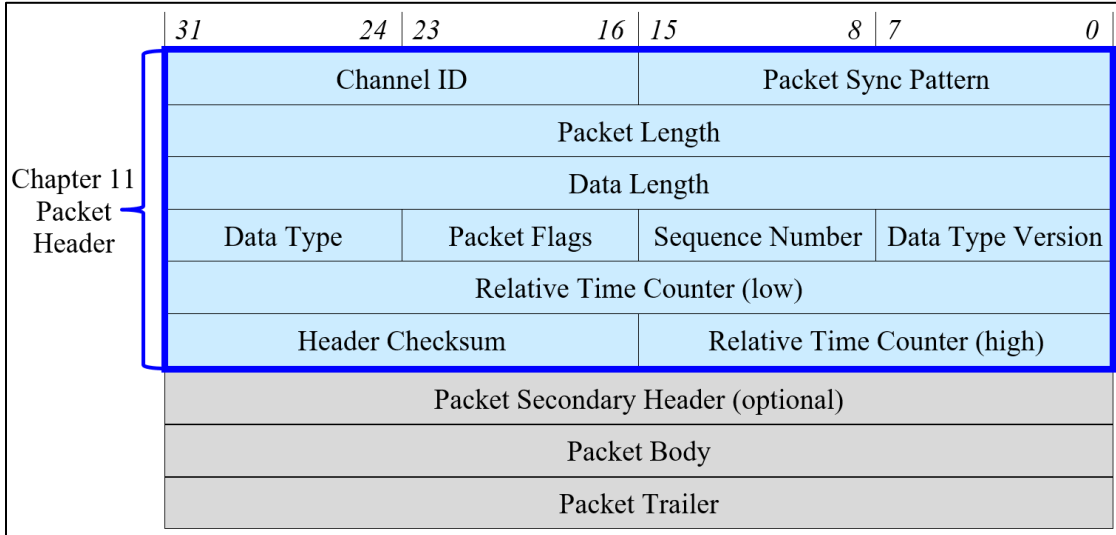 31 24 23 16 15 8 7 0
Channel ID Packet Sync Pattern
Packet Length
Data Length
Chapter 11
Packet
Header
Data Type Packet Flags Sequence Number Data Type Version
Relative Time Counter (low)
Header Checksum Relative Time Counter (high)
Packet Secondary Header (optional)
Packet Body
Packet Trailer